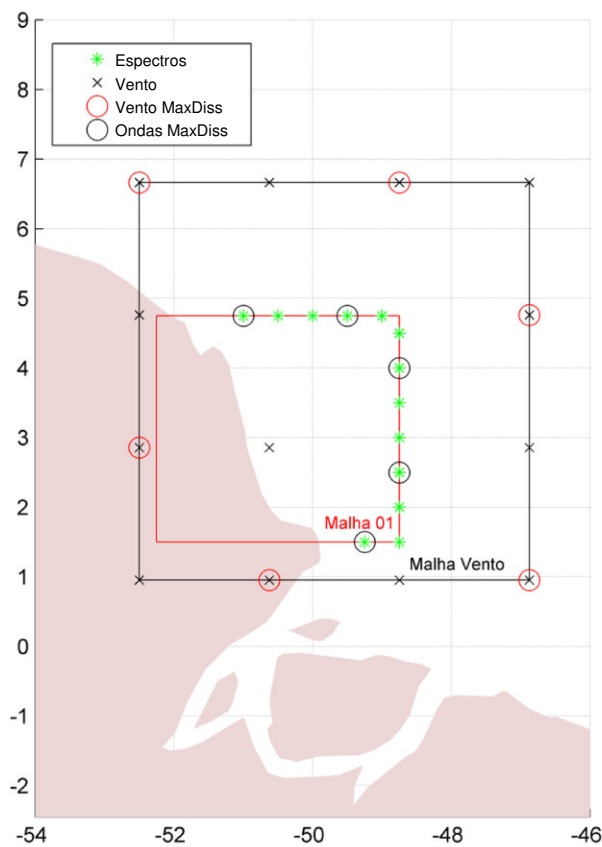 9
8
7
6
5
4
3
2
1
0
-1
-2
-54 -52 -50 -48 -46
Espectros
Vento
Vento MaxDiss
Ondas MaxDiss
Malha 01
Malha Vento